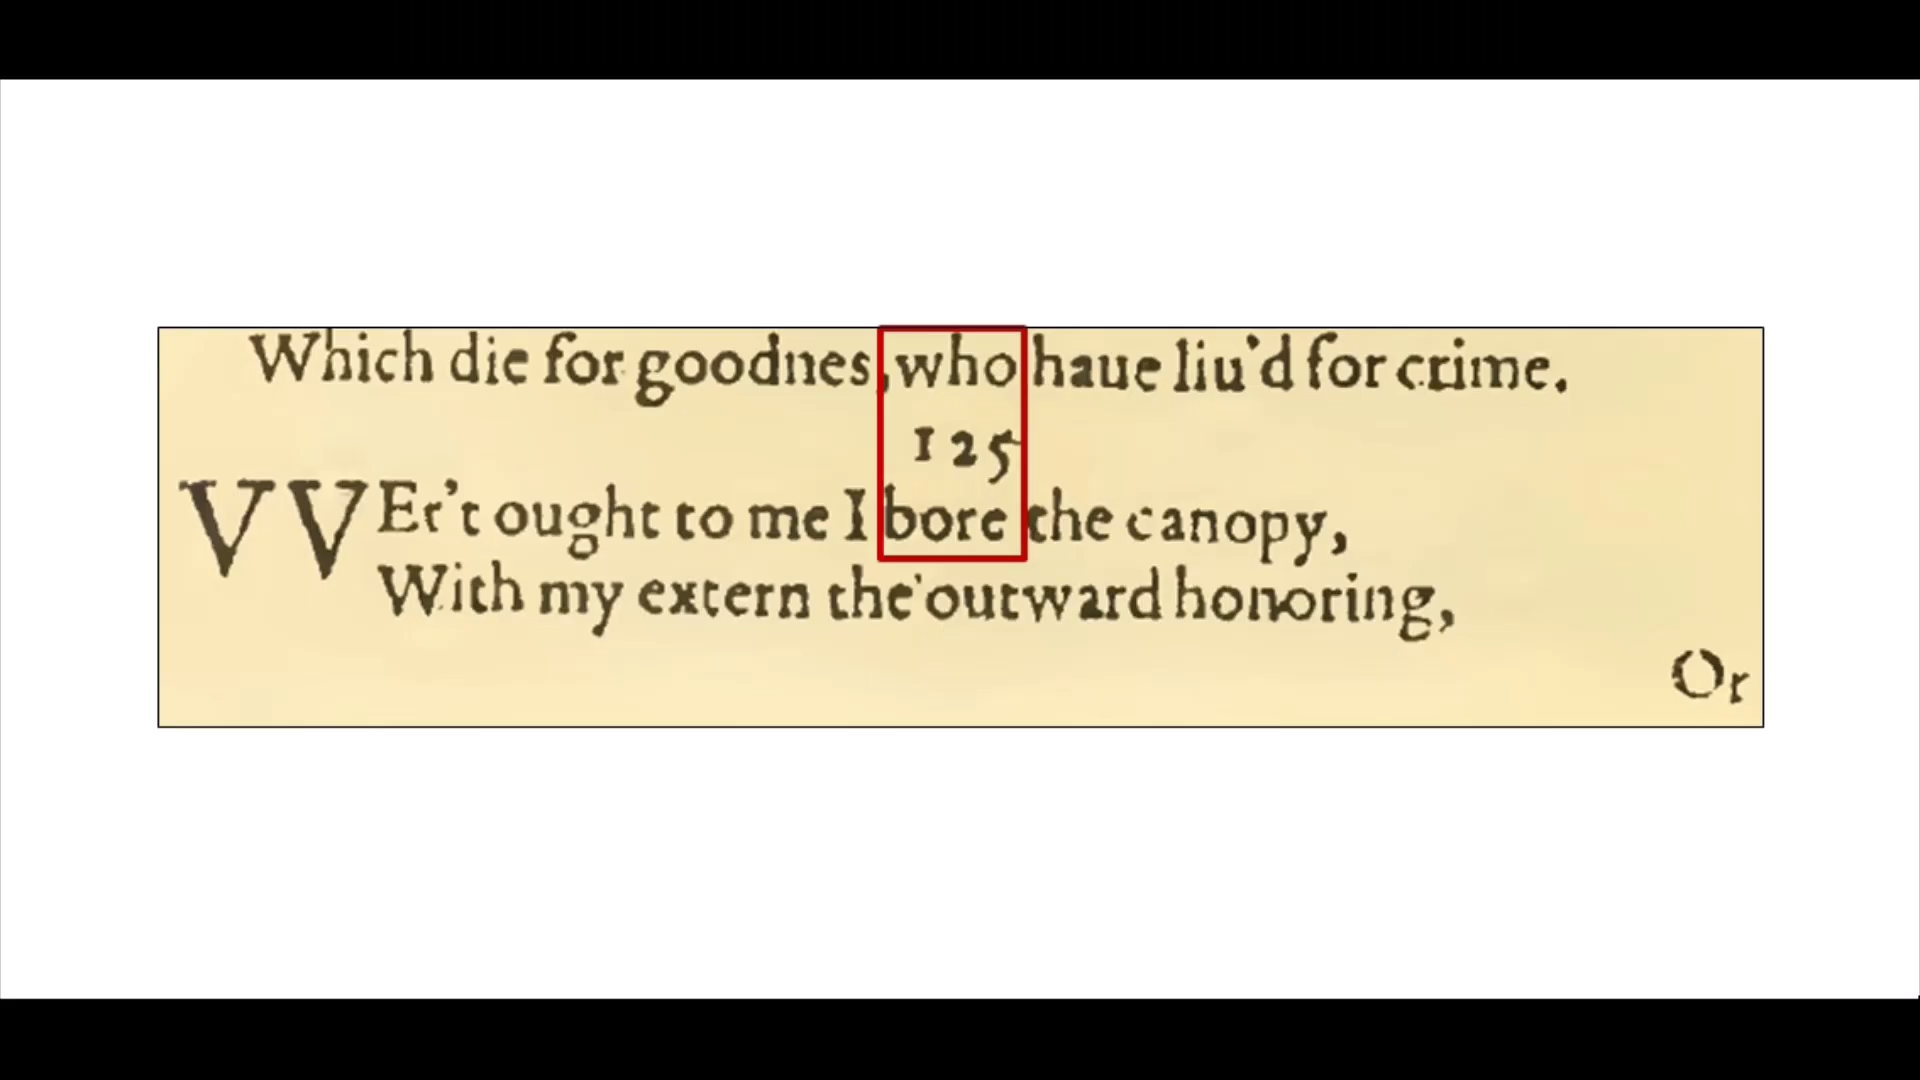 Which die for goodnes,who haue liu'd for crime.
125
VVEr't ought to me I bore the canopy,
With my extern the outward honoring,
Or